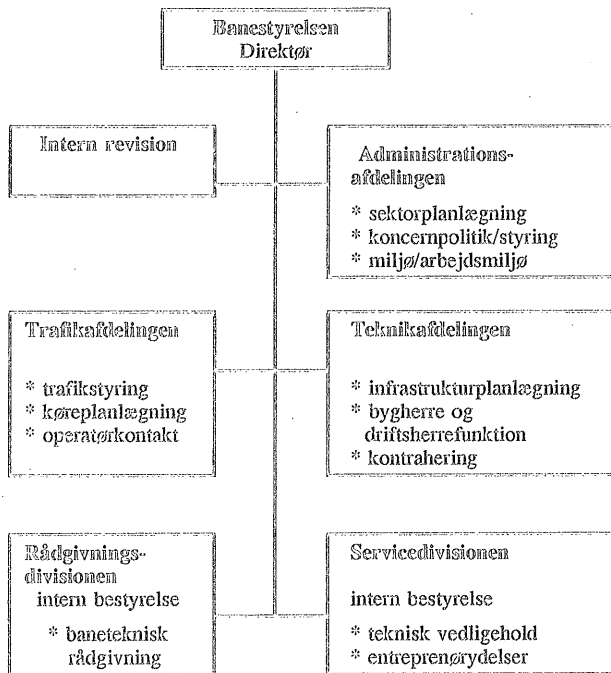 Banestyrelsen
Direktør
Intern revision
Administrations-
afdelingen
* sektorplanlægning
* koncernpolitik/styring
* miljø/arbejdsmiljø
Trafikafdelingen
* trafikstyring
* køreplanlægning
* operatørkontakt
Teknikafdelingen
* infrastrukturplanlægning
* bygherre og
driftsherrefunktion
* kontrahering
Rådgivnings-
divisionen
intern bestyrelse
* baneteknisk
rådgivning
Servicedivisionen
intern bestyrelse
* teknisk vedligehold
* entreprenørydelser